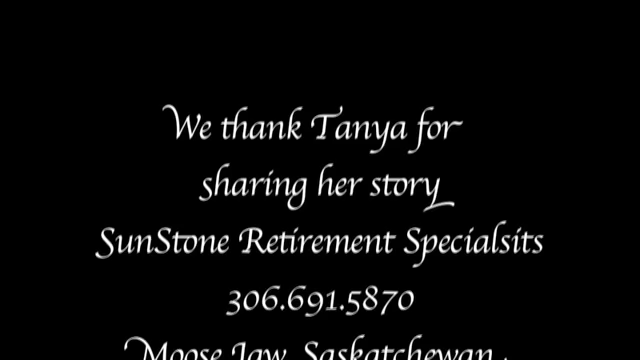 We thank Tanya for
sharing her story
SunStone Retirement Specialsits
306.691.5870
Moose Jaw, Saskatchewan